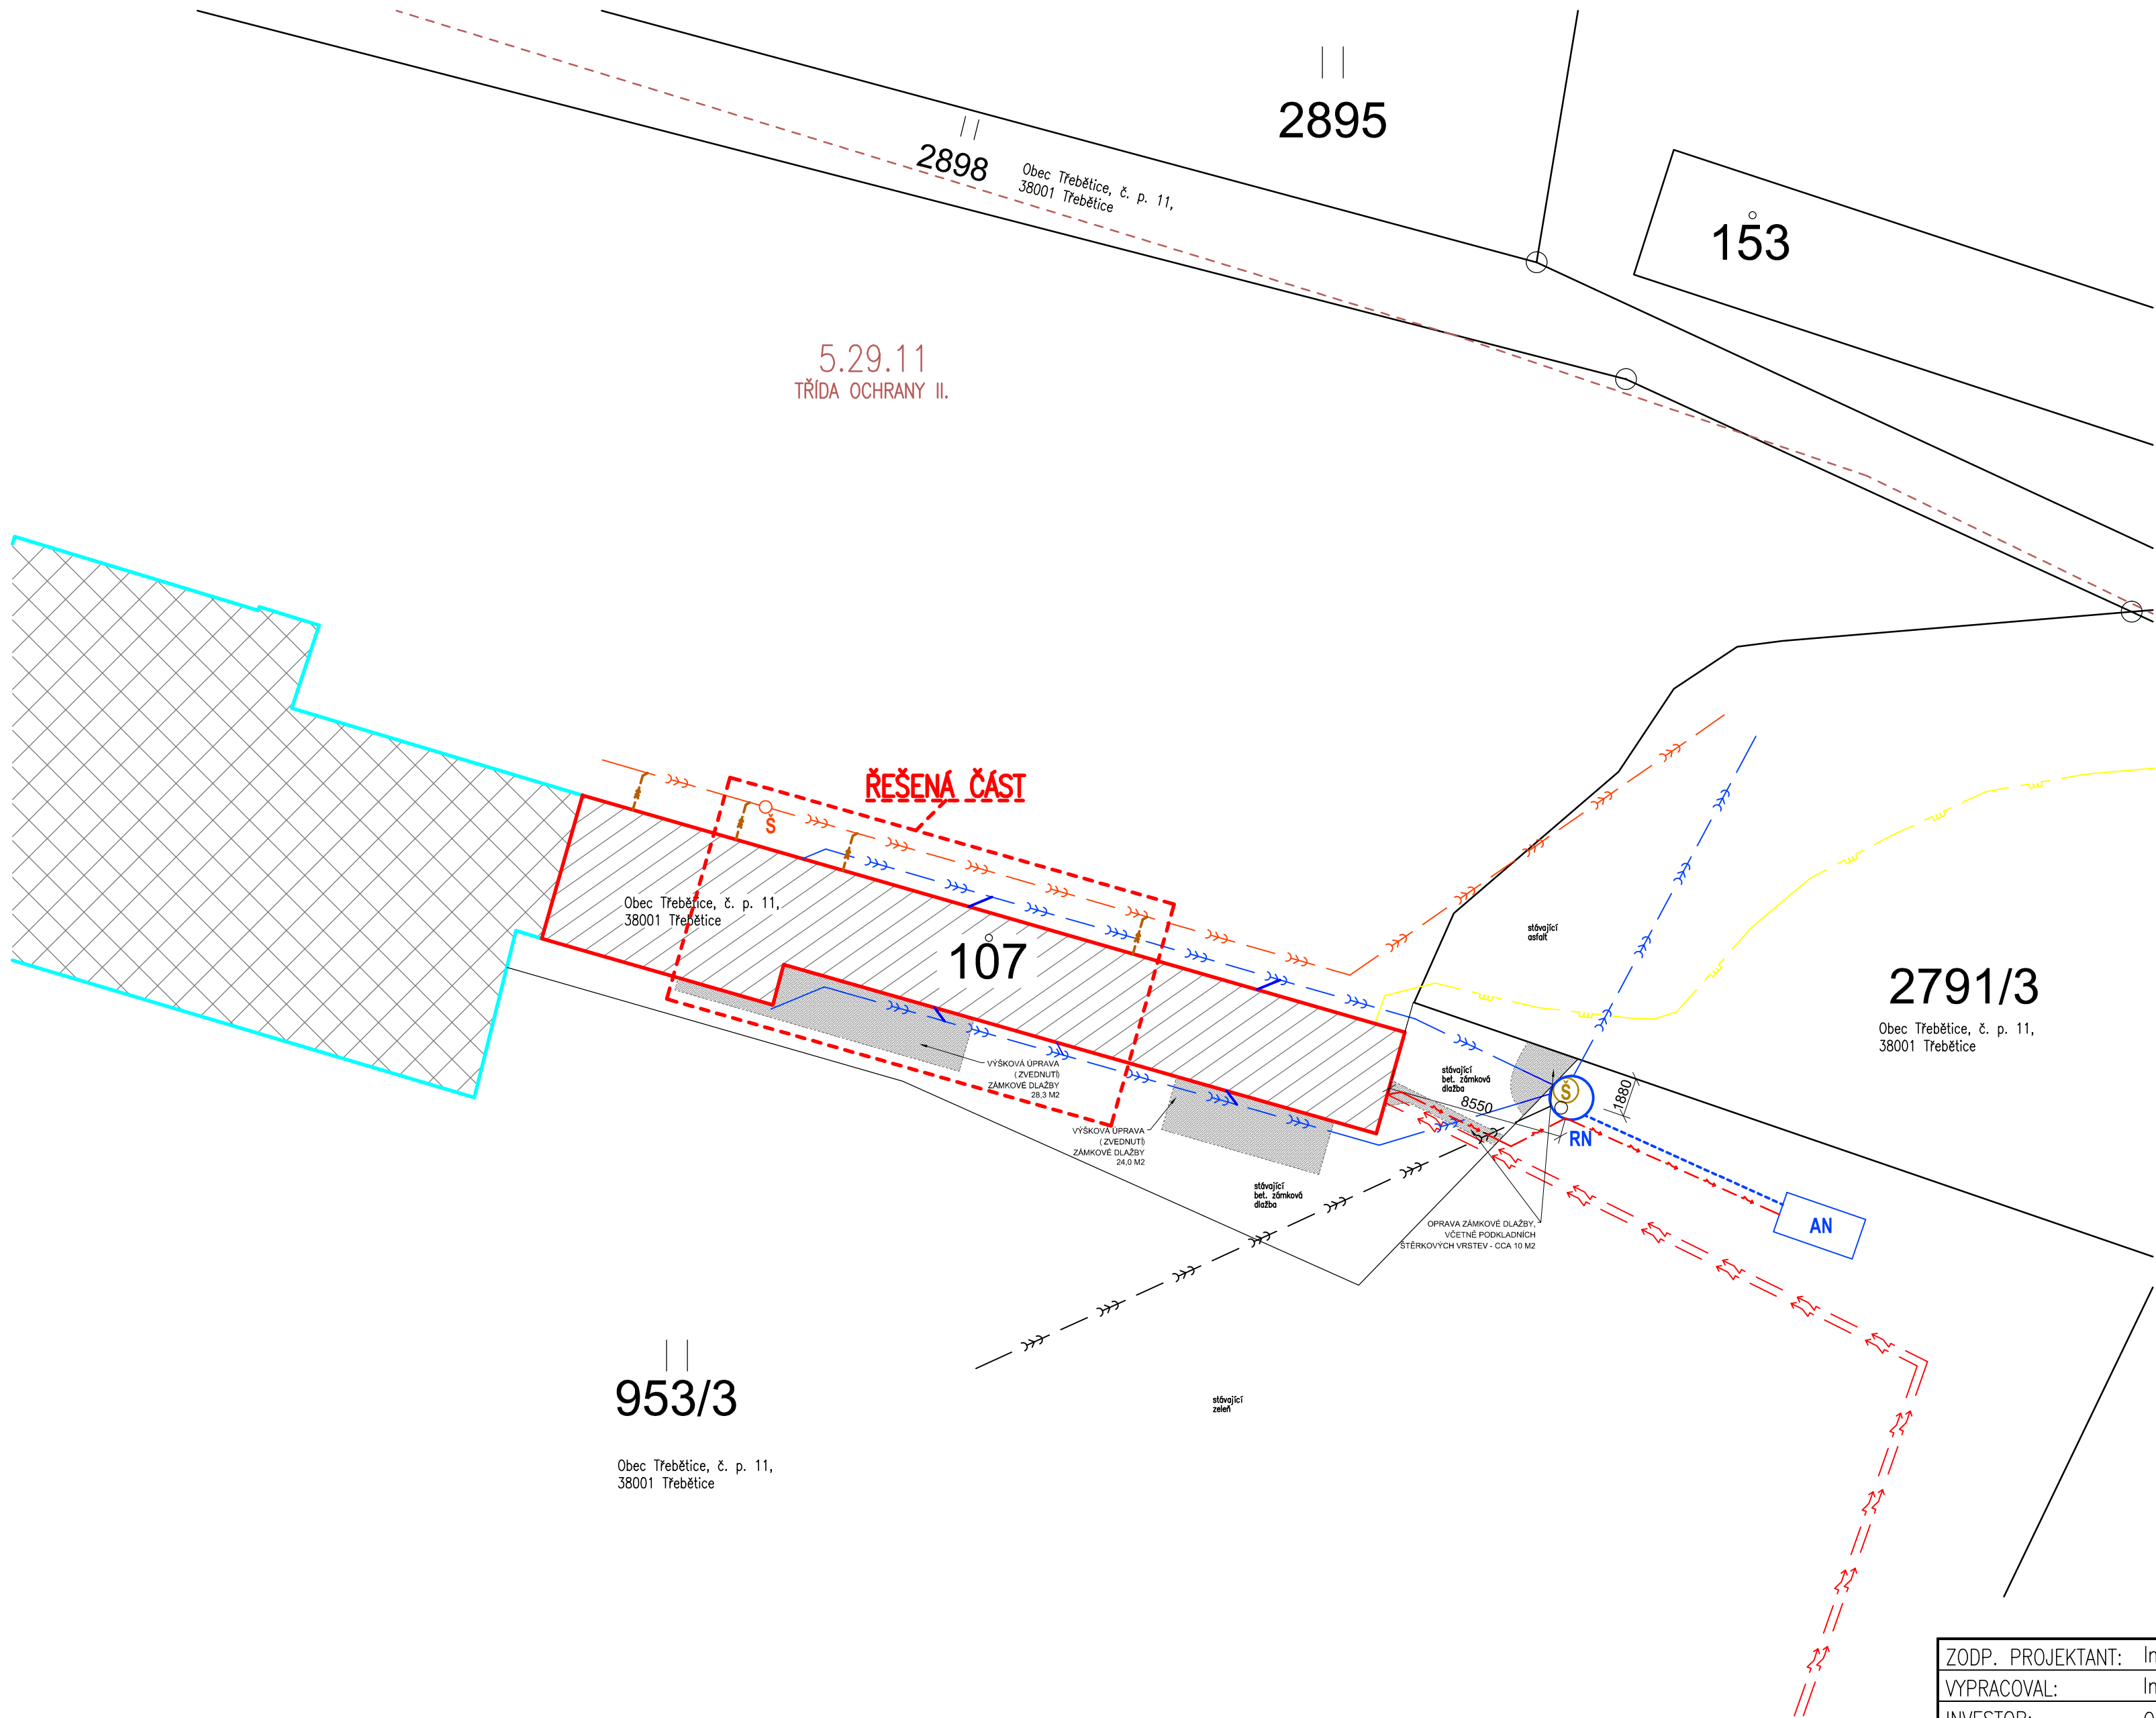 2895
2898
Obec Třebětice, č. p. 11,
38001 Třebětice
153
5.29.11
TŘÍDA OCHRANY II.
ŘEŠENÁ ČÁST
Š
Obec Třebětice, č. p. 11,
38001 Třebětice
107
stávající
asfalt
2791/3
Obec Třebětice, č. p. 11,
38001 Třebětice
VÝŠKOVÁ ÚPRAVA
(ZVEDNUTÍ)
ZÁMKOVÉ DLAŽBY
28,3 M2
stávající
bet. zámková
dlažba
8550
Š
1880
RN
VÝŠKOVÁ ÚPRAVA
(ZVEDNUTÍ)
ZÁMKOVÉ DLAŽBY
24,0 M2
stávající
bet. zámková
dlažba
OPRAVA ZÁMKOVÉ DLAŽBY,
VČETNĚ PODKLADNÍCH
ŠTĚRKOVÝCH VRSTEV - CCA 10 M2
AN
953/3
stávající
zeleň
Obec Třebětice, č. p. 11,
38001 Třebětice
ZODP. PROJEKTANT: In
VYPRACOVAL: In
INVESTOR: